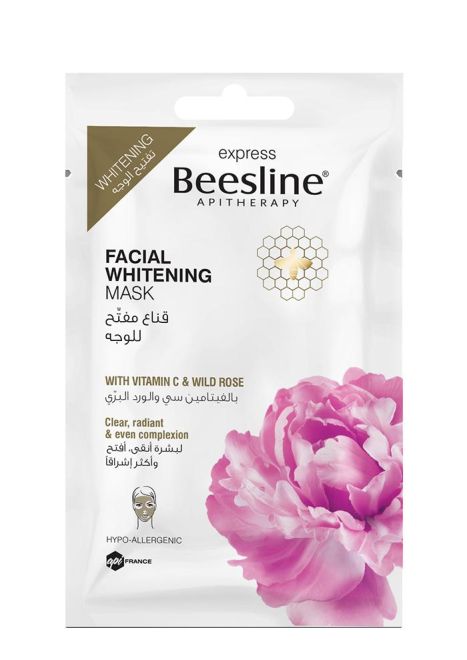 WHITENING
تفتيح الوجه
express
Beesline®
APITHERAPY
FACIAL
WHITENING
MASK
قناع مفتّح
للوجه
WITH VITAMIN C & WILD ROSE
بالفيتامين سي والورد البرّي
Clear, radiant
& even complexion
لبشرة أنقى، أفتح
وأكثر إشراقاً
HYPO-ALLERGENIC
api FRANCE